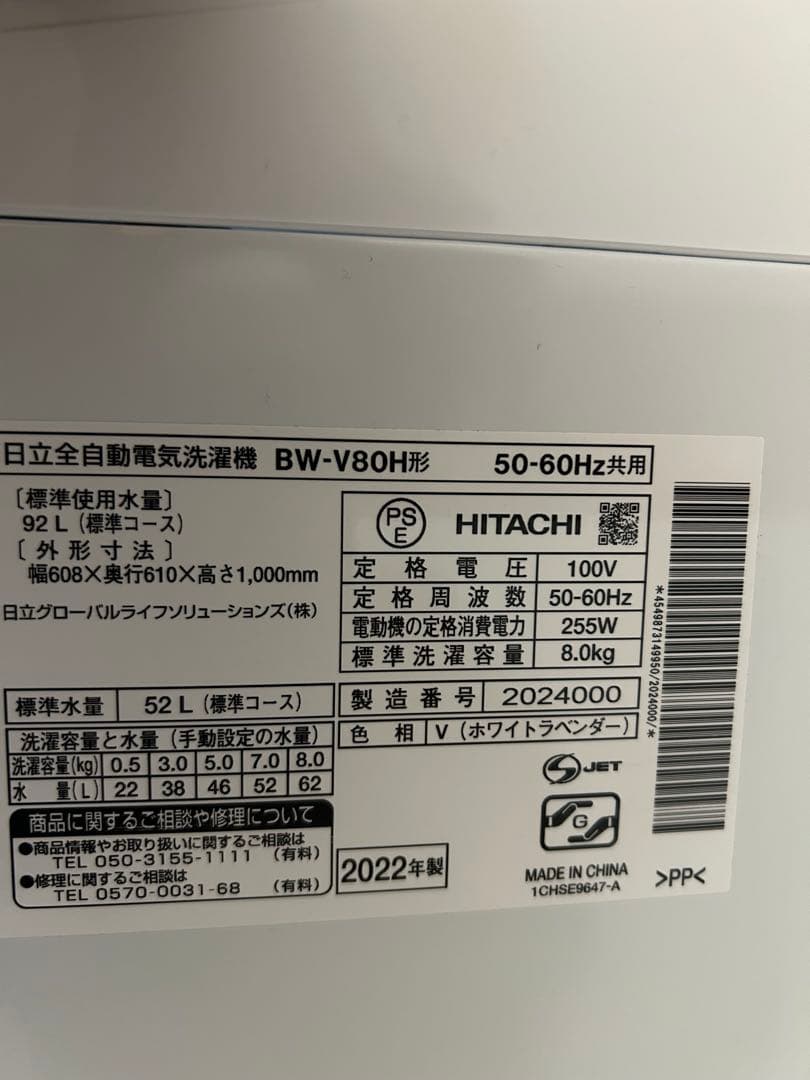 日立全自動電気洗濯機 BW-V80H形 50-60Hz共用
〔標準使用水量〕
92 L (標準コース)
〔外形寸法〕
幅608×奥行610×高さ1,000mm
日立グローバルライフソリューションズ(株)
PS
E
HITACHI
定格電圧 100V
定格周波数 50-60Hz
電動機の定格消費電力 255W
標準洗濯容量 8.0kg
標準水量 52 L (標準コース)
製造番号 2024000
色相 V (ホワイトラベンダー)
洗濯容量と水量 (手動設定の水量)
洗濯容量(kg) 0.5 3.0 5.0 7.0 8.0
水量(L) 22 38 46 52 62
商品に関するご相談や修理について
●商品情報やお取り扱いに関するご相談は
TEL 050-3155-1111 (有料)
●修理に関するご相談は
TEL 0570-0031-68 (有料)
2022年製
S JET
G
MADE IN CHINA
1CHSE9647-A
>PP<
*4549873149950/2024000/*